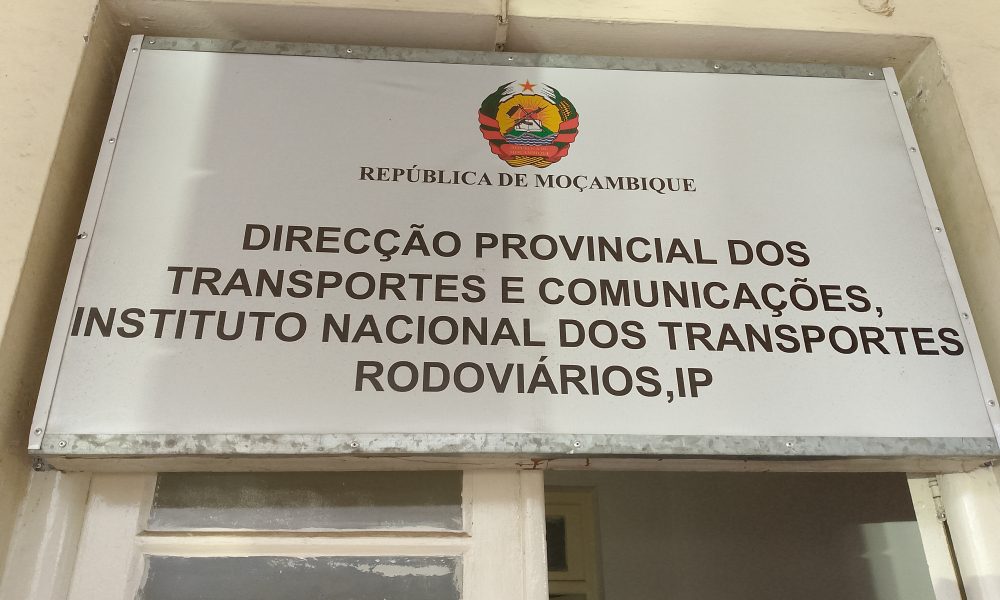 REPÚBLICA DE MOÇAMBIQUE
DIRECÇÃO PROVINCIAL DOS
TRANSPORTES E COMUNICAÇÕES,
INSTITUTO NACIONAL DOS TRANSPORTES
RODOVIÁRIOS,IP